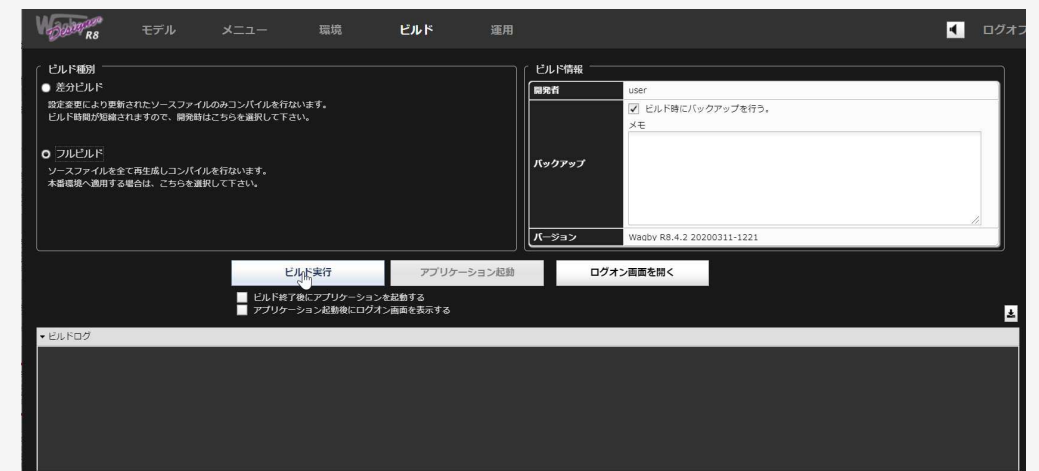 Wagby Designer R8
モデル
メニュー
環境
ビルド
運用
ログオフ
ビルド種別
差分ビルド
設定変更により更新されたソースファイルのみコンパイルを行ないます。
ビルド時間が短縮されますので、開発時はこちらを選択して下さい。
フルビルド
ソースファイルを全て再生成しコンパイルを行ないます。
本番環境へ適用する場合は、こちらを選択して下さい。
ビルド情報
開発者
user
バックアップ
ビルド時にバックアップを行う。
メモ
バージョン
Wagby R8.4.2 20200311-1221
ビルド実行
アプリケーション起動
ログオン画面を開く
ビルド終了後にアプリケーションを起動する
アプリケーション起動後にログオン画面を表示する
ビルドログ